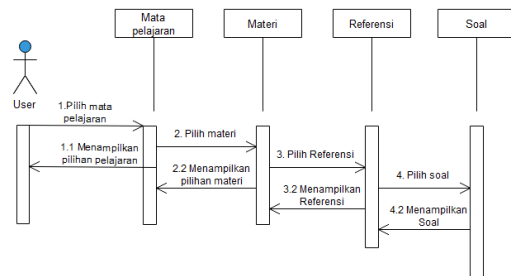 Mata
pelajaran
Materi
Referensi
Soal
User
1.Pilih mata
pelajaran
1.1 Menampilkan
pilihan pelajaran
2. Pilih materi
2.2 Menampilkan
pilihan materi
3. Pilih Referensi
3.2 Menampilkan
Referensi
4. Pilih soal
4.2 Menampilkan
Soal